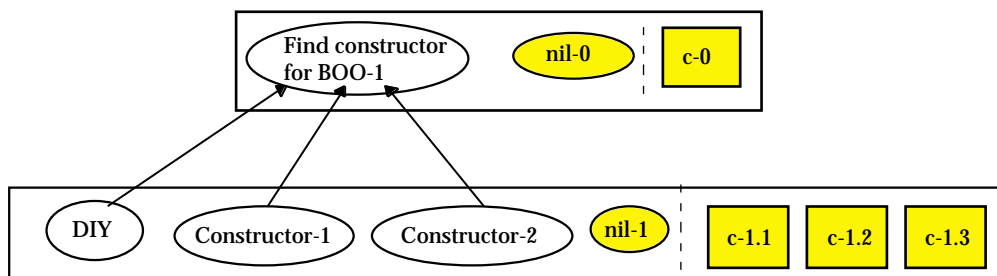 Find constructor
for BOO-1
nil-0
c-0
DIY
Constructor-1
Constructor-2
nil-1
c-1.1
c-1.2
c-1.3